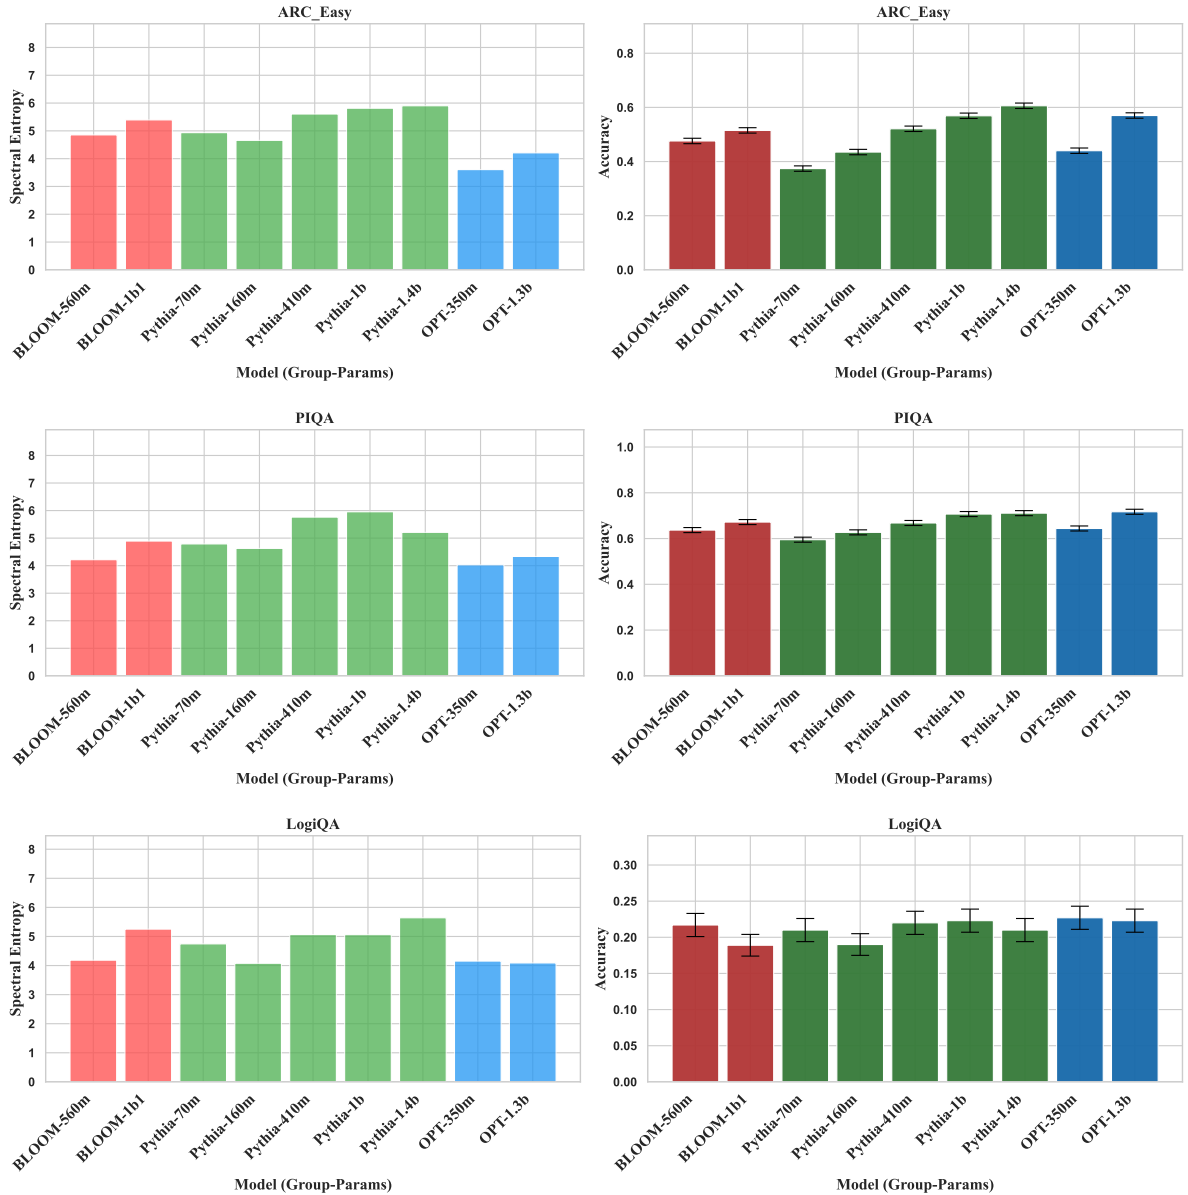 ARC_Easy
Spectral Entropy
8
7
6
5
4
3
2
1
0
BLOOM-560m
BLOOM-1b1
Pythia-70m
Pythia-160m
Pythia-410m
Pythia-1b
Pythia-1.4b
OPT-350m
OPT-1.3b
Model (Group-Params)
ARC_Easy
Accuracy
0.8
0.6
0.4
0.2
0.0
BLOOM-560m
BLOOM-1b1
Pythia-70m
Pythia-160m
Pythia-410m
Pythia-1b
Pythia-1.4b
OPT-350m
OPT-1.3b
Model (Group-Params)
PIQA
Spectral Entropy
8
7
6
5
4
3
2
1
0
BLOOM-560m
BLOOM-1b1
Pythia-70m
Pythia-160m
Pythia-410m
Pythia-1b
Pythia-1.4b
OPT-350m
OPT-1.3b
Model (Group-Params)
PIQA
Accuracy
1.0
0.8
0.6
0.4
0.2
0.0
BLOOM-560m
BLOOM-1b1
Pythia-70m
Pythia-160m
Pythia-410m
Pythia-1b
Pythia-1.4b
OPT-350m
OPT-1.3b
Model (Group-Params)
LogiQA
Spectral Entropy
8
7
6
5
4
3
2
1
0
BLOOM-560m
BLOOM-1b1
Pythia-70m
Pythia-160m
Pythia-410m
Pythia-1b
Pythia-1.4b
OPT-350m
OPT-1.3b
Model (Group-Params)
LogiQA
Accuracy
0.30
0.25
0.20
0.15
0.10
0.05
0.00
BLOOM-560m
BLOOM-1b1
Pythia-70m
Pythia-160m
Pythia-410m
Pythia-1b
Pythia-1.4b
OPT-350m
OPT-1.3b
Model (Group-Params)